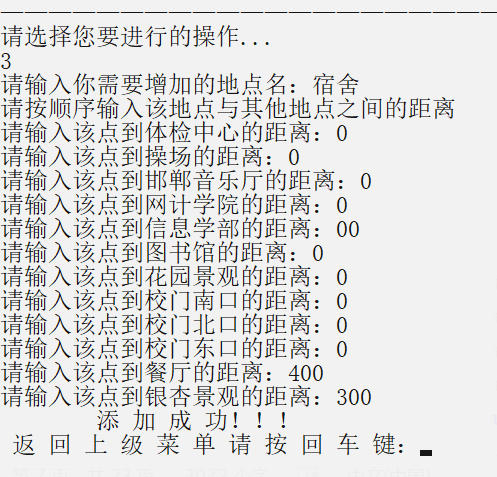 请选择您要进行的操作...
3
请输入你需要增加的地点名：宿舍
请按顺序输入该地点与其他地点之间的距离
请输入该点到体检中心的距离：0
请输入该点到操场的距离：0
请输入该点到邯郸音乐厅的距离：0
请输入该点到网计学院的距离：0
请输入该点到信息学部的距离：00
请输入该点到图书馆的距离：0
请输入该点到花园景观的距离：0
请输入该点到校门南口的距离：0
请输入该点到校门北口的距离：0
请输入该点到校门东口的距离：0
请输入该点到餐厅的距离：400
请输入该点到银杏景观的距离：300
添 加 成 功！！！
返 回 上 级 菜 单 请 按 回 车 键：